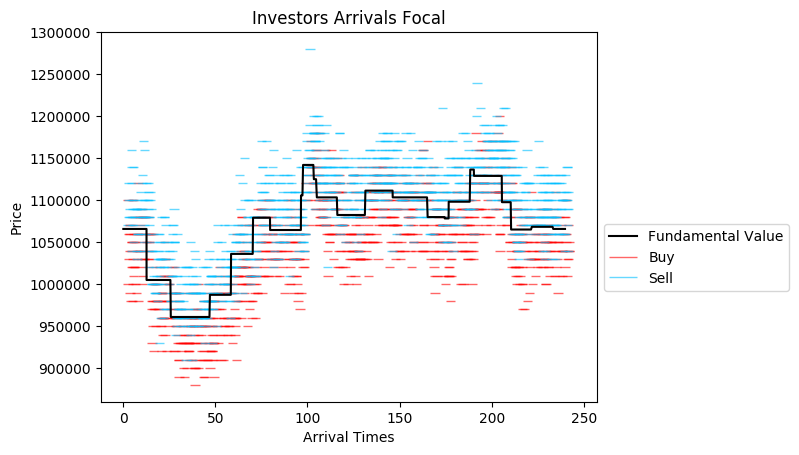 Investors Arrivals Focal
1300000
1250000
1200000
1150000
1100000
1050000
1000000
950000
900000
Price
0
50
100
150
200
250
Arrival Times
Fundamental Value
Buy
Sell